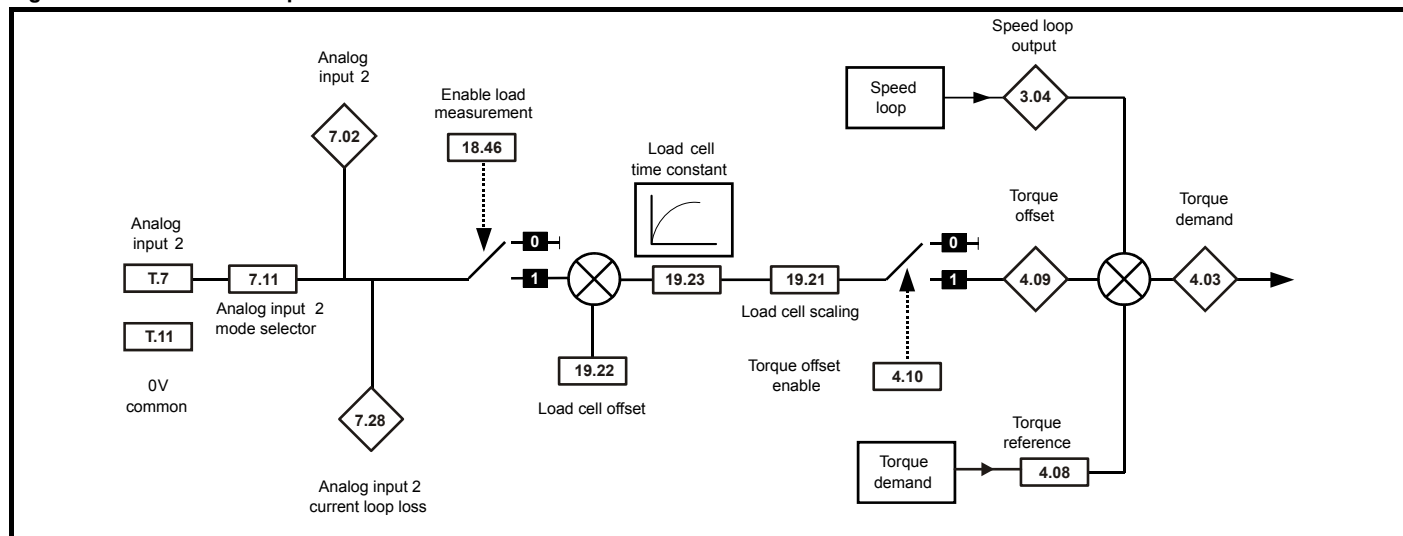 Speed loop
output
Analog
input 2
Enable load
measurement
Speed
loop
3.04
7.02
18.46
Load cell
time constant
Analog
input 2
Torque
offset
Torque
demand
0
0
T.7
7.11
1
19.23
19.21
1
4.09
4.03
Analog input 2
mode selector
Load cell scaling
T.11
19.22
Torque offset
enable
4.10
0V
common
7.28
Load cell offset
Torque
reference
Torque
demand
4.08
Analog input 2
current loop loss